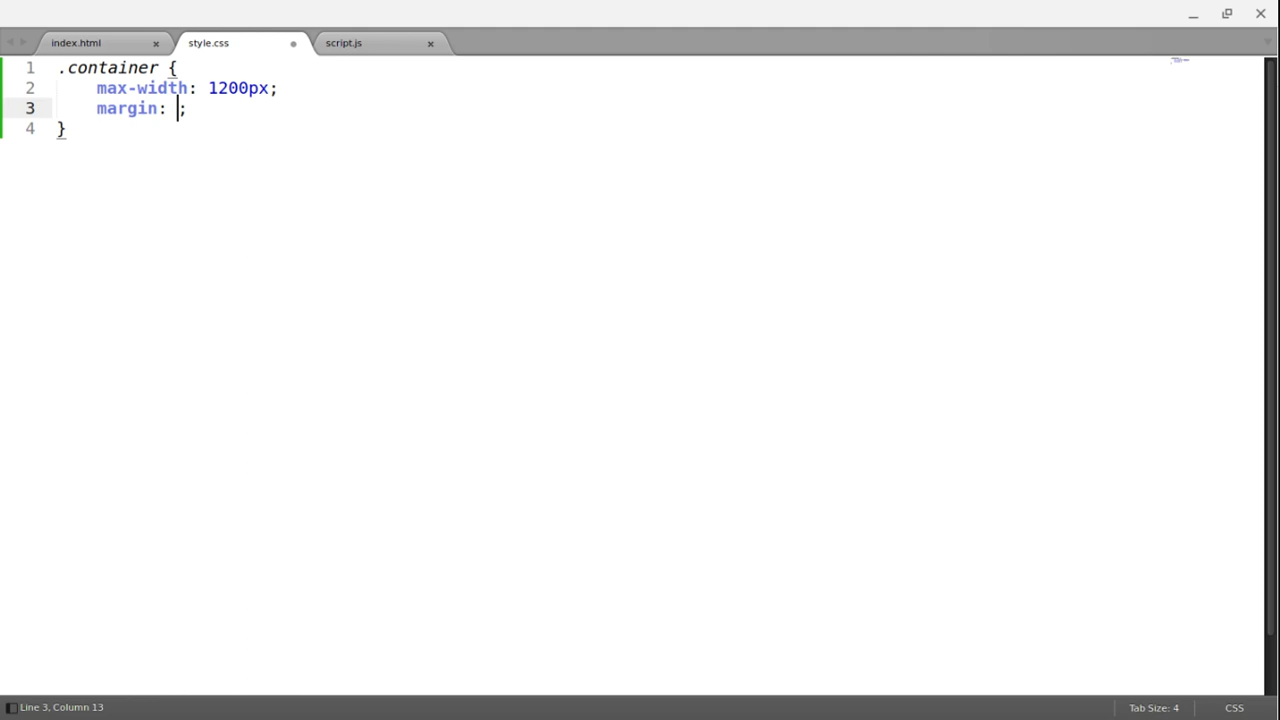 index.html style.css script.js
1 .container {
2 max-width: 1200px;
3 margin: ;
4 }
Line 3, Column 13 Tab Size: 4 CSS